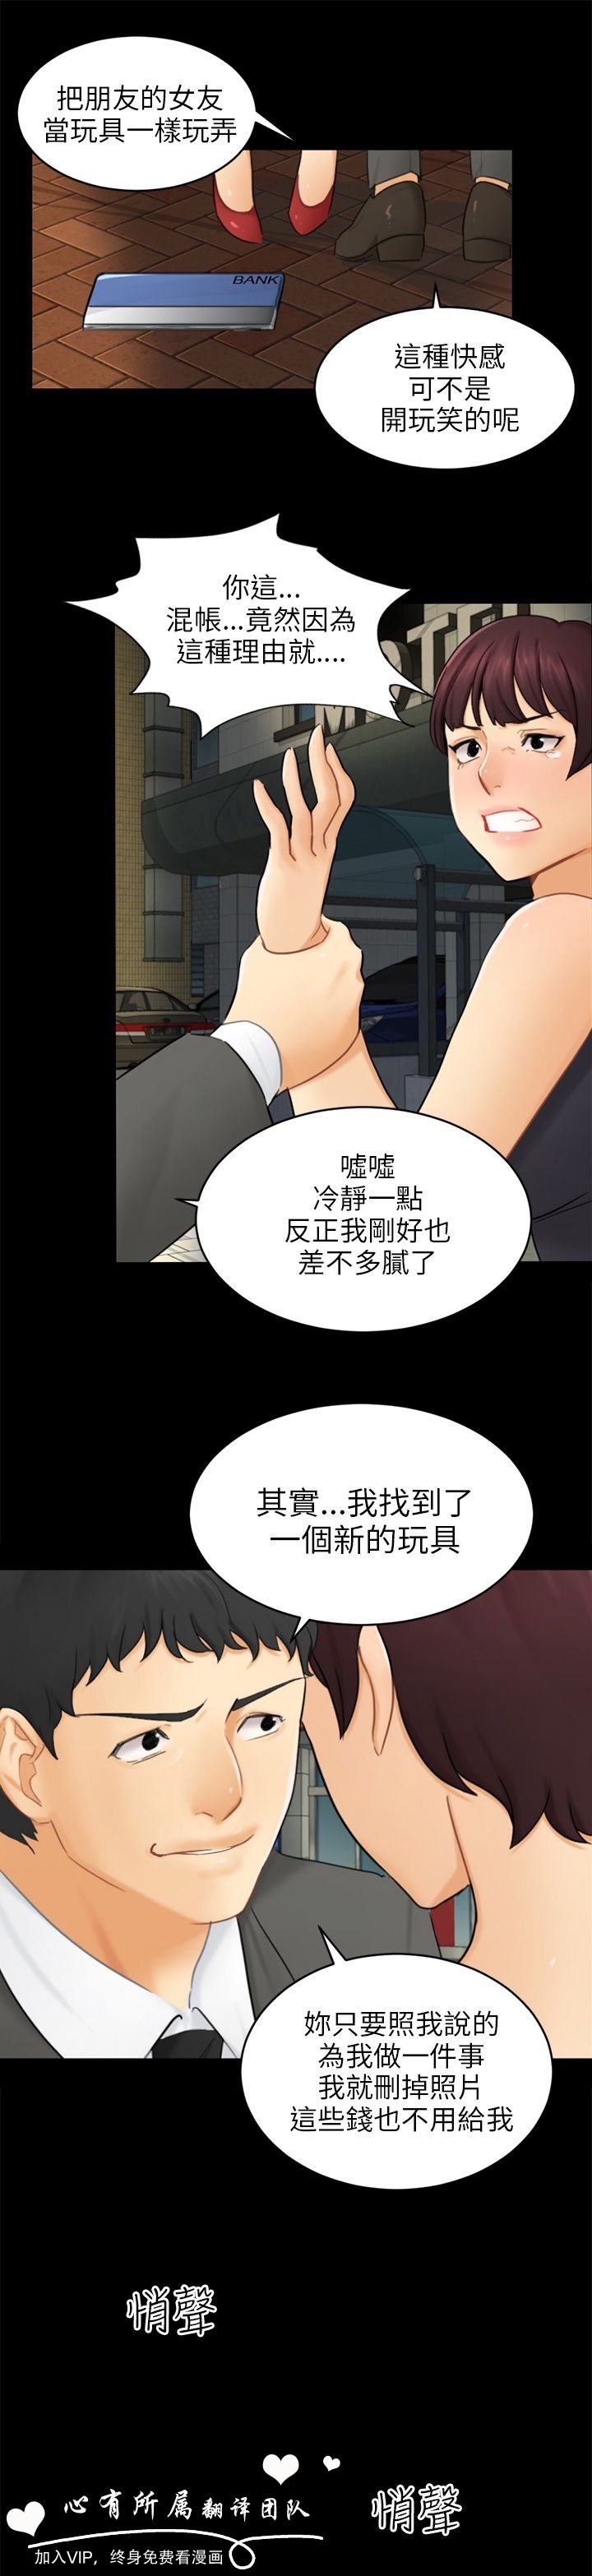 把朋友的女友
當玩具一樣玩弄
BANK
這種快感
可不是
開玩笑的呢
你這...
混帳...竟然因為
這種理由就....
噓噓
冷靜一點
反正我剛好也
差不多膩了
其實...我找到了
一個新的玩具
妳只要照我說的
為我做一件事
我就刪掉照片
這些錢也不用給我
悄聲
悄聲
心有所属翻译团队
加入VIP，终身免费看漫画